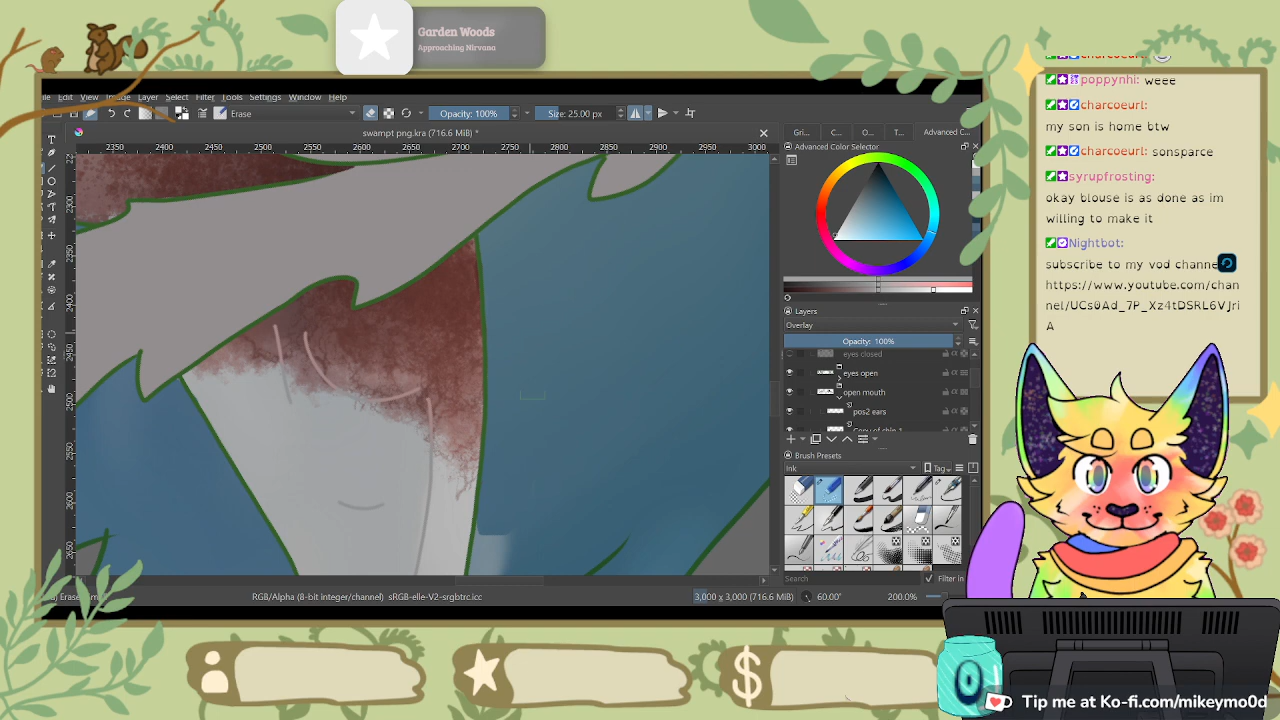 Garden Woods
Approaching Nirvana
ile Edit View Image Layer Select Filter Tools Settings Window Help
Erase
Opacity: 100%
Size: 25.00 px
swampt png.kra (716.6 MiB) *
2350 2400 2450 2500 2550 2600 2650 2700 2750 2800 2850 2900 2950 3000
Gri... C... O... T... Advanced C...
Advanced Color Selector
Layers
Overlay
Opacity: 100%
eyes closed
eyes open
open mouth
pos2 ears
Brush Presets
Ink
Tag
Search
Filter in
RGB/Alpha (8-bit integer/channel) sRGB-elle-V2-srgbtrc.icc
3,000 x 3,000 (716.6 MiB)
60.00°
200.0%
charcoeurl:
poppynhi: weee
charcoeurl:
my son is home btw
charcoeurl: sonsparce
syrupfrosting:
okay blouse is as done as im
willing to make it
Nightbot:
subscribe to my vod channe
https://www.youtube.com/chan
nel/UCs0Ad_7P_Xz4tDSRL6VJri
A
$
Tip me at Ko-fi.com/mikeymo0d